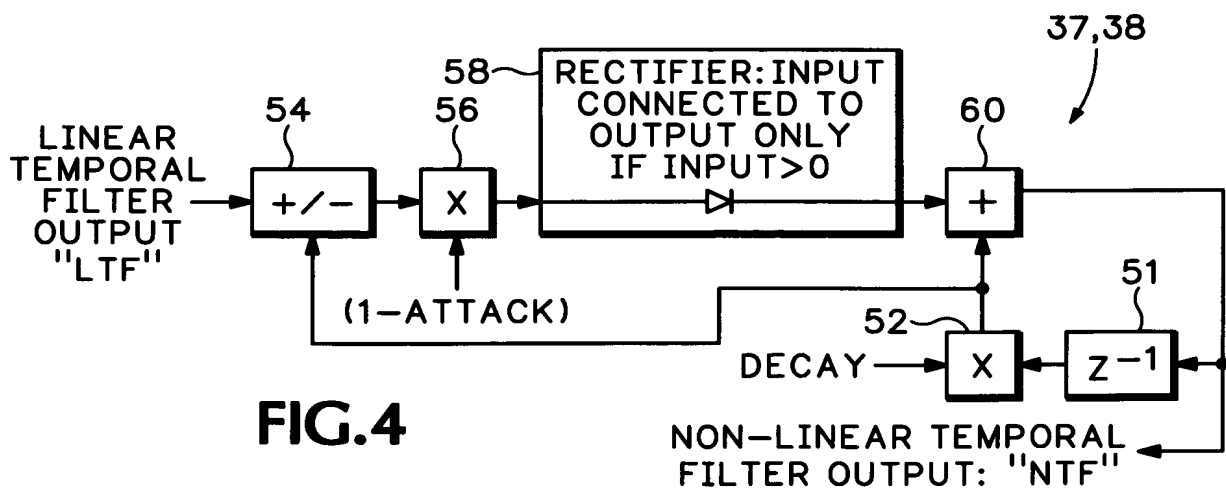 37,38
58
RECTIFIER:INPUT
CONNECTED TO
OUTPUT ONLY
IF INPUT>0
54
56
60
LINEAR
TEMPORAL
FILTER
OUTPUT
"LTF"
+/-
X
+
(1-ATTACK)
52
51
DECAY
X
Z-1
FIG.4
NON-LINEAR TEMPORAL
FILTER OUTPUT: "NTF"